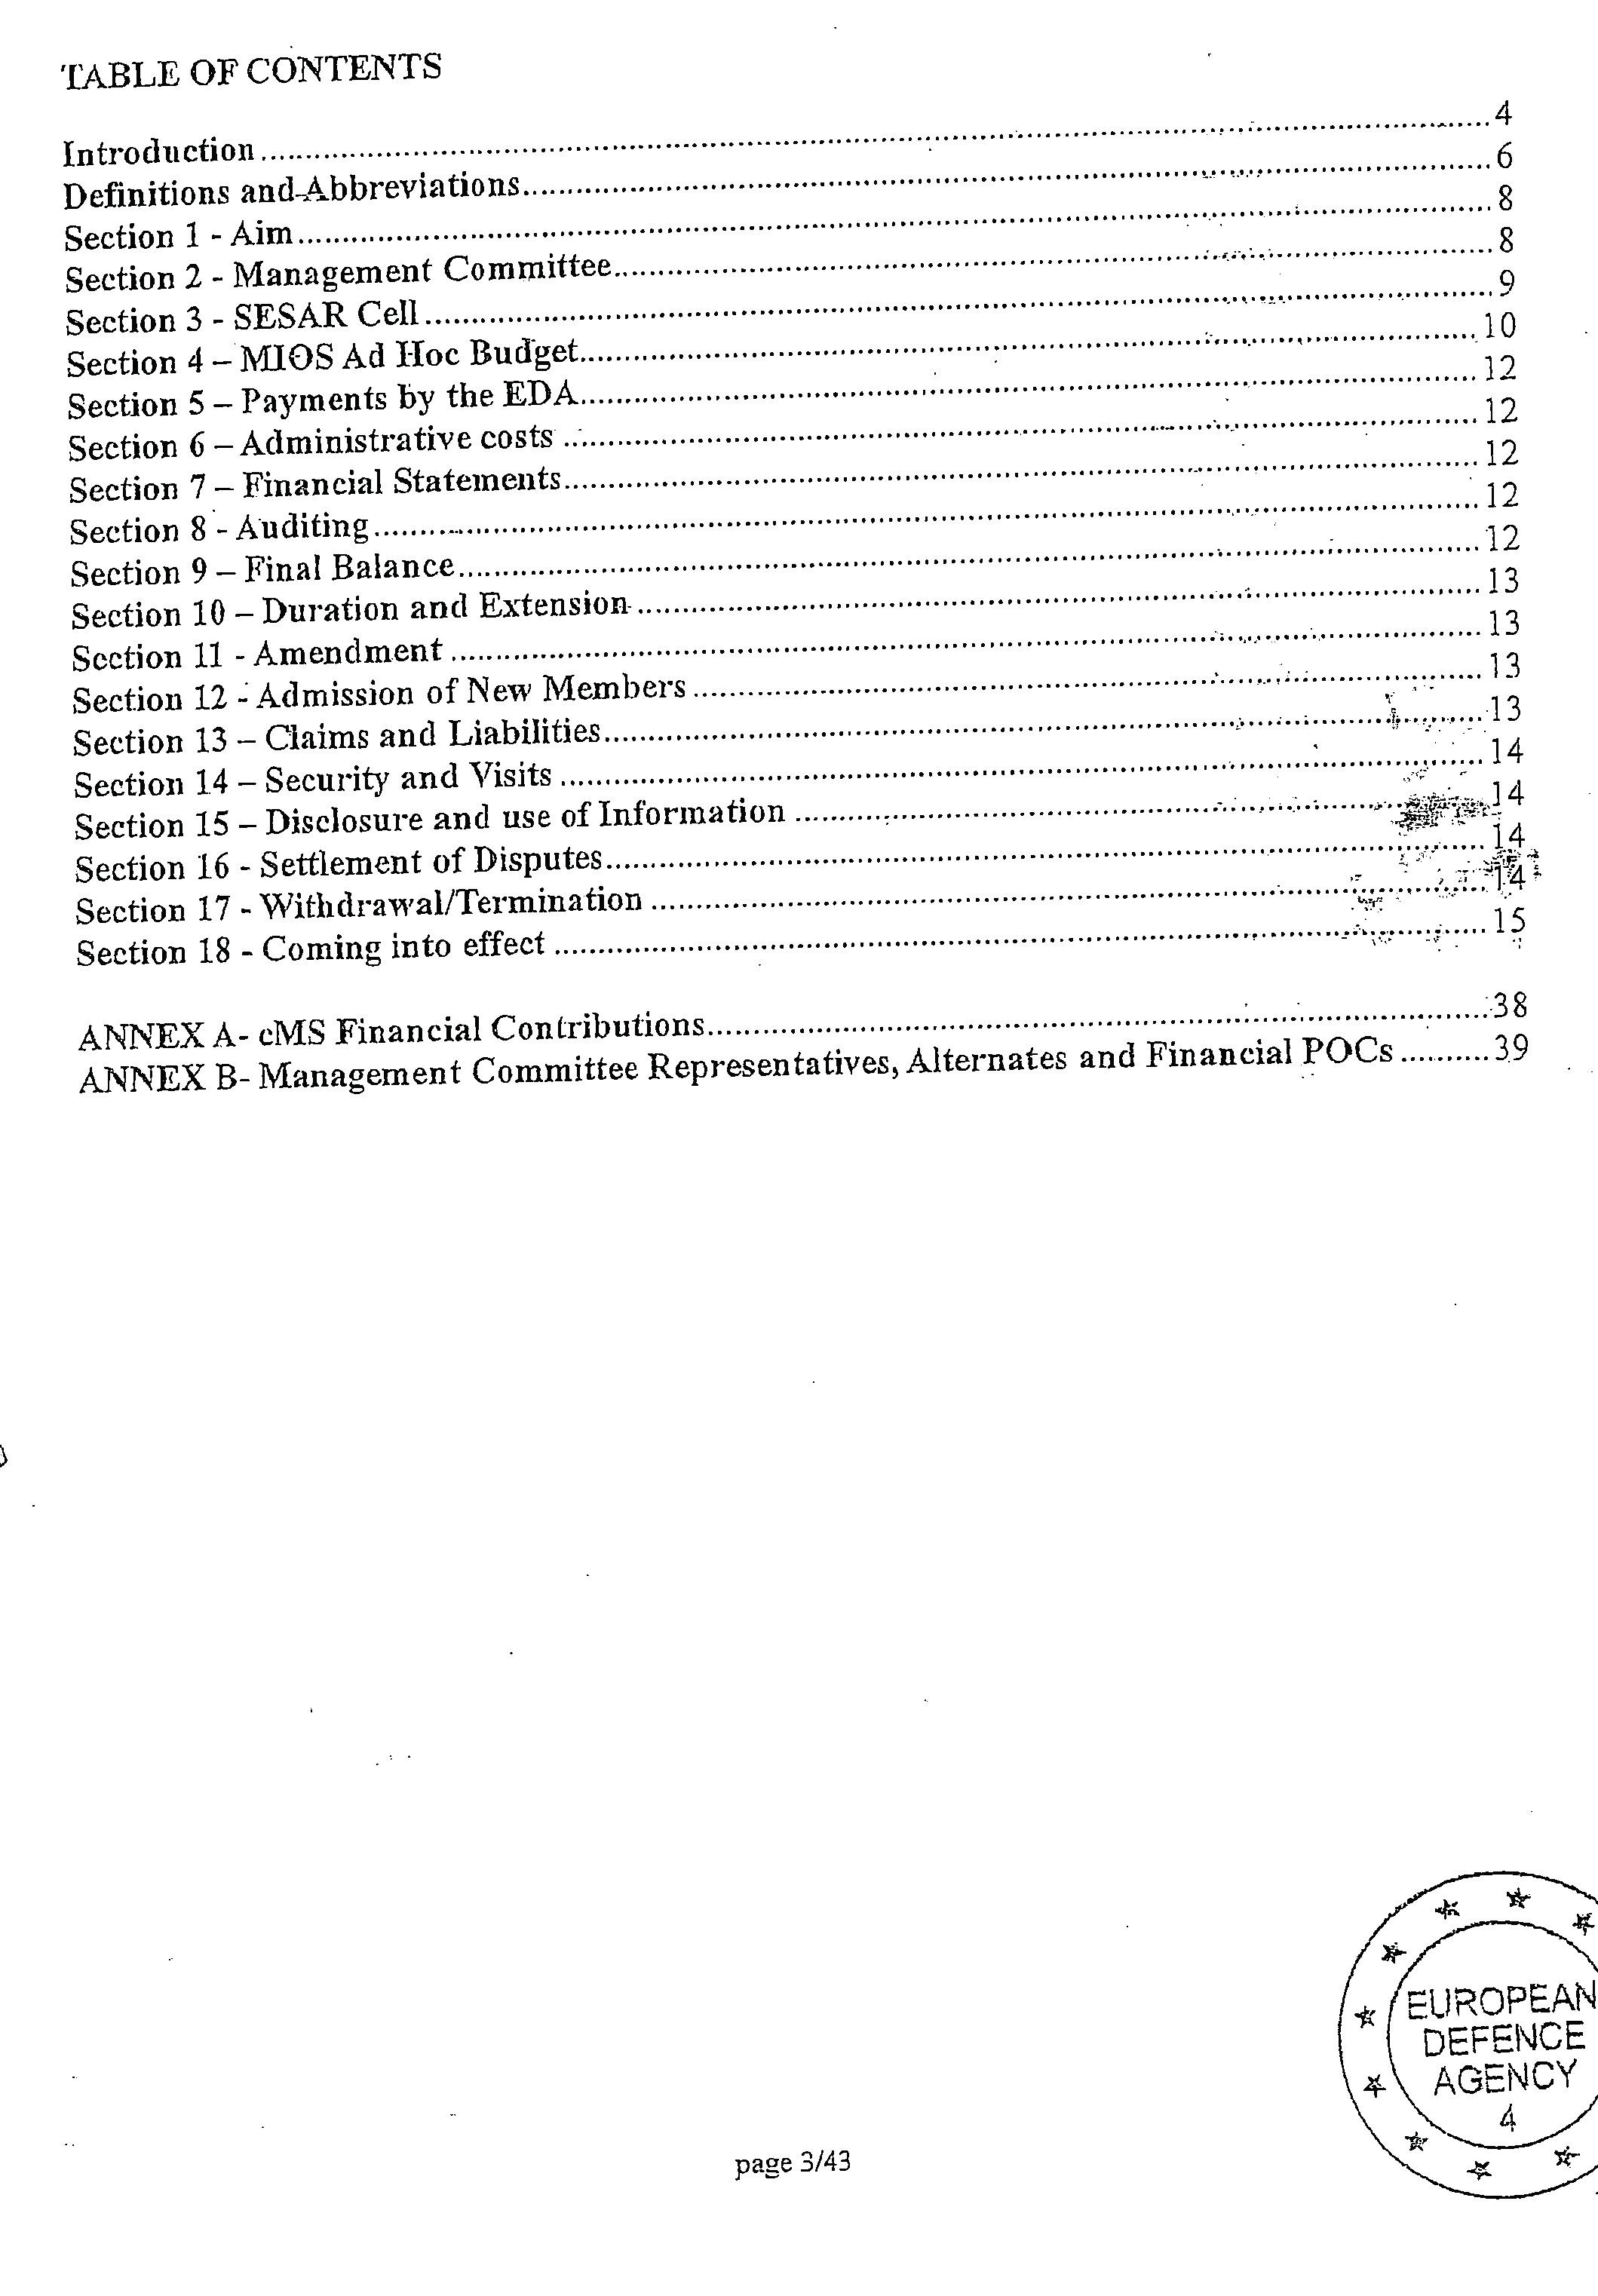 TABLE OF CONTENTS
Introduction..........4
Definitions and Abbreviations..........6
Section 1 - Aim..........8
Section 2 - Management Committee..........8
Section 3 - SESAR Cell..........9
Section 4 – MIOS Ad Hoc Budget..........10
Section 5 – Payments by the EDA..........12
Section 6 – Administrative costs..........12
Section 7 – Financial Statements..........12
Section 8 - Auditing..........12
Section 9 – Final Balance..........12
Section 10 – Duration and Extension..........13
Section 11 - Amendment..........13
Section 12 - Admission of New Members..........13
Section 13 – Claims and Liabilities..........13
Section 14 – Security and Visits..........14
Section 15 – Disclosure and use of Information..........14
Section 16 - Settlement of Disputes..........14
Section 17 - Withdrawal/Termination..........14
Section 18 - Coming into effect..........15
ANNEX A- cMS Financial Contributions..........38
ANNEX B- Management Committee Representatives, Alternates and Financial POCs..........39
EUROPEAN
DEFENCE
AGENCY
4
page 3/43